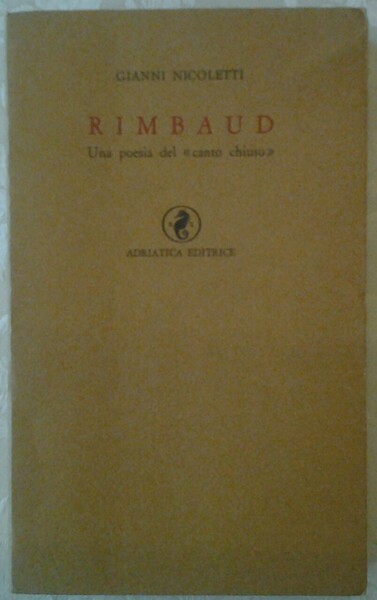 GIANNI NICOLETTI
RIMBAUD
Una poesia del «canto chiuso»
ADRIATICA EDITRICE